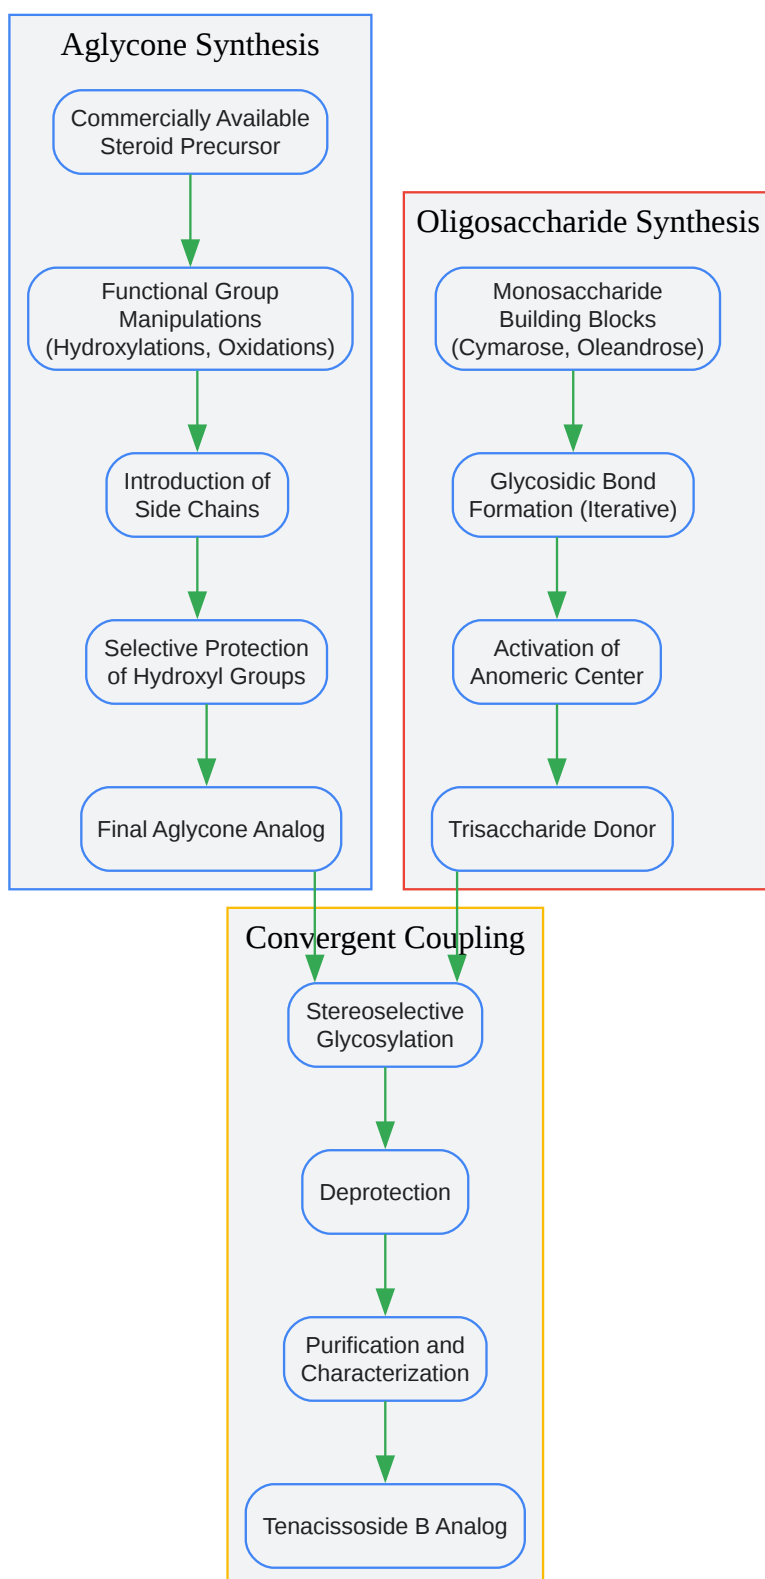 Aglycone Synthesis
Commercially Available
Steroid Precursor
Functional Group
Manipulations
(Hydroxylations, Oxidations)
Introduction of
Side Chains
Selective Protection
of Hydroxyl Groups
Final Aglycone Analog
Oligosaccharide Synthesis
Monosaccharide
Building Blocks
(Cymarose, Oleandrose)
Glycosidic Bond
Formation (Iterative)
Activation of
Anomeric Center
Trisaccharide Donor
Convergent Coupling
Stereoselective
Glycosylation
Deprotection
Purification and
Characterization
Tenacissoside B Analog